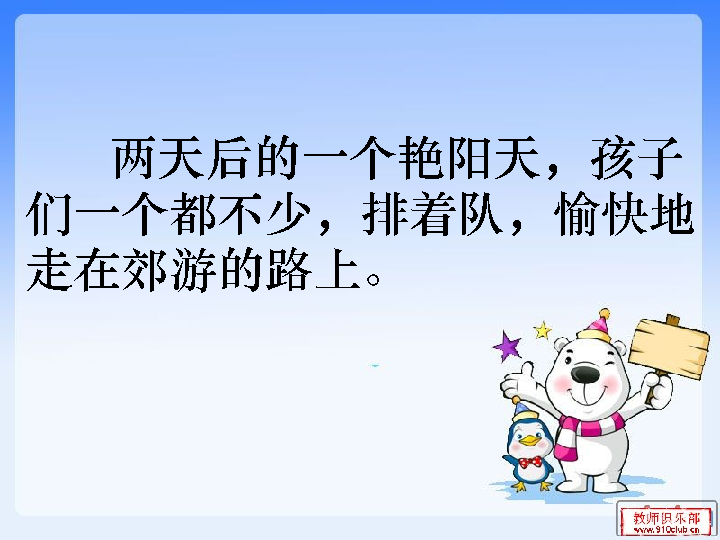 两天后的一个艳阳天，孩子
们一个都不少，排着队，愉快地
走在郊游的路上。
教师俱乐部
www.910club.cn